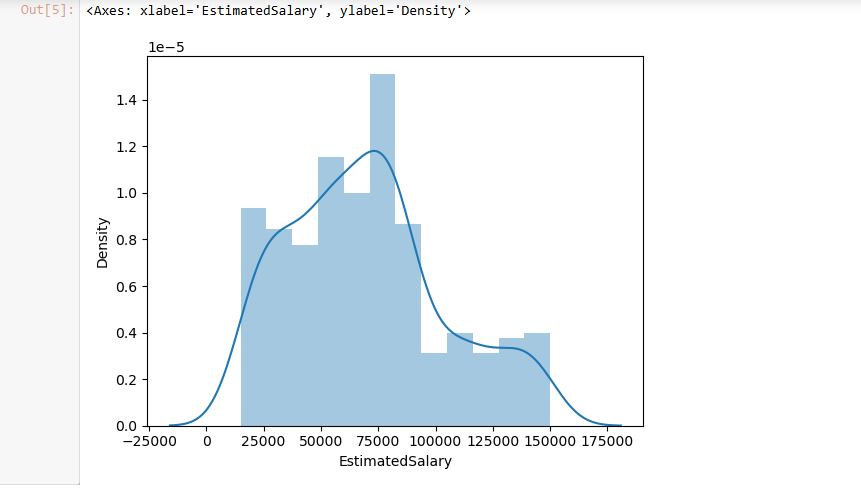 Out[5]: <Axes: xlabel='EstimatedSalary', ylabel='Density'>
1e−5
1.4
1.2
1.0
0.8
0.6
0.4
0.2
0.0
Density
−25000 0 25000 50000 75000 100000 125000 150000 175000
EstimatedSalary